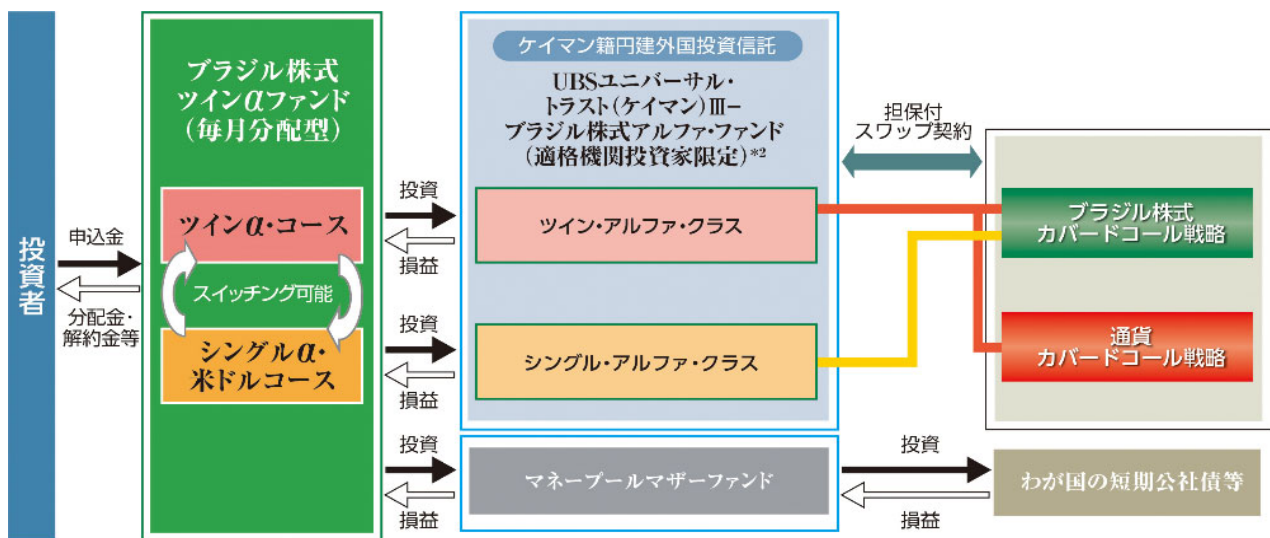 投資者
申込金
分配金・
解約金等
ブラジル株式
ツインαファンド
(毎月分配型)
ツインα・コース
スイッチング可能
シングルα・
米ドルコース
投資
損益
投資
損益
投資
損益
ケイマン籍円建外国投資信託
UBSユニバーサル・
トラスト(ケイマン)Ⅲ−
ブラジル株式アルファ・ファンド
(適格機関投資家限定)*2
ツイン・アルファ・クラス
シングル・アルファ・クラス
マネープールマザーファンド
担保付
スワップ契約
投資
損益
ブラジル株式
カバードコール戦略
通貨
カバードコール戦略
わが国の短期公社債等